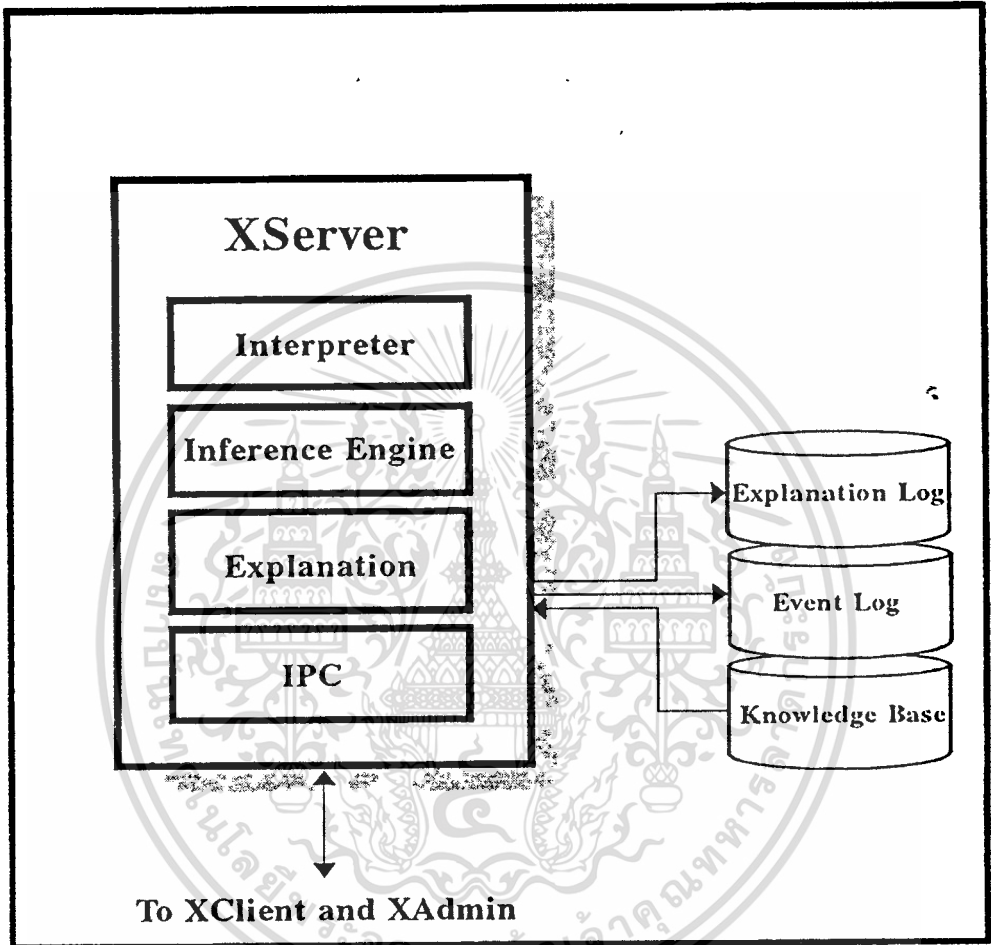 XServer
Interpreter
Inference Engine
Explanation
IPC
Explanation Log
Event Log
Knowledge Base
To XClient and XAdmin